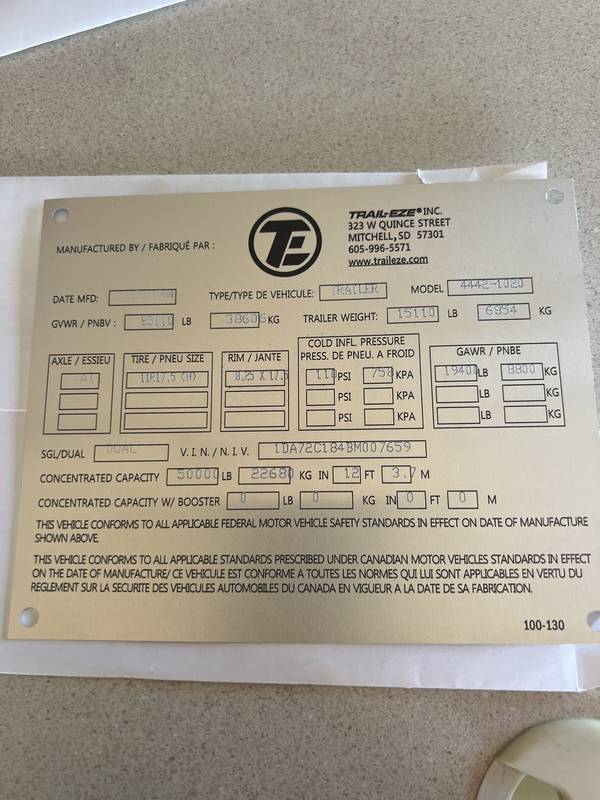 TRAIL-EZE® INC.
323 W QUINCE STREET
MITCHELL, SD 57301
605-996-5571
www.traileze.com
TE
MANUFACTURED BY / FABRIQUÉ PAR :
DATE MFD: TYPE/TYPE DE VEHICULE: TRAILER MODEL 4442-1020
GVWR / PNBV : 85110 LB 38606 KG TRAILER WEIGHT: 15110 LB 6854 KG
AXLE / ESSIEU TIRE / PNEU SIZE RIM / JANTE COLD INFL. PRESSURE PRESS. DE PNEU. A FROID GAWR / PNBE
11R17.5 (H) 8.25 X 17.5 110 PSI 758 KPA 19400 LB 8800 KG
PSI KPA LB KG
PSI KPA LB KG
SGL/DUAL DUAL V.I.N./ N.I.V. 1DA72C184BM007659
CONCENTRATED CAPACITY 50000 LB 22680 KG IN 12 FT 3.7 M
CONCENTRATED CAPACITY W/ BOOSTER 0 LB 0 KG IN 0 FT 0 M
THIS VEHICLE CONFORMS TO ALL APPLICABLE FEDERAL MOTOR VEHICLE SAFETY STANDARDS IN EFFECT ON DATE OF MANUFACTURE
SHOWN ABOVE.
THIS VEHICLE CONFORMS TO ALL APPLICABLE STANDARDS PRESCRIBED UNDER CANADIAN MOTOR VEHICLES STANDARDS IN EFFECT
ON THE DATE OF MANUFACTURE/ CE VEHICULE EST CONFORME A TOUTES LES NORMES QUI LUI SONT APPLICABLES EN VERTU DU
REGLEMENT SUR LA SECURITE DES VEHICULES AUTOMOBILES DU CANADA EN VIGUEUR A LA DATE DE SA FABRICATION.
100-130